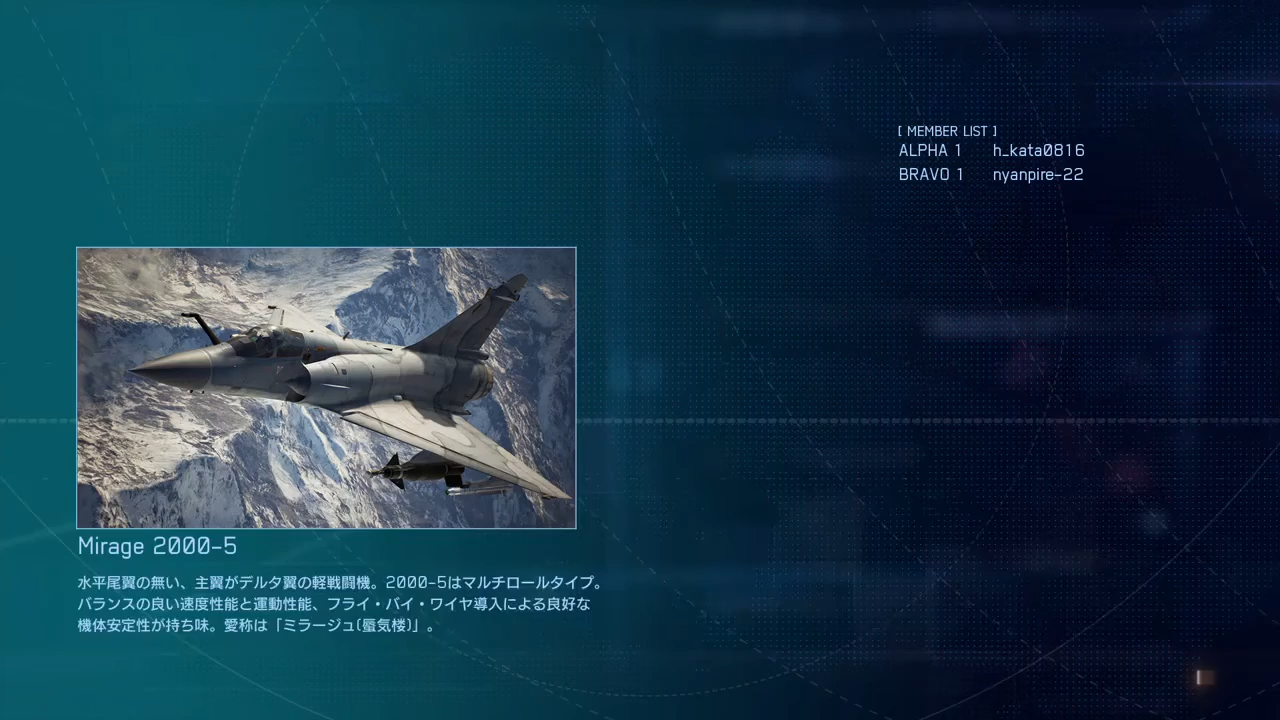 [ MEMBER LIST ]
ALPHA 1 h_kata0816
BRAVO 1 nyanpire-22
Mirage 2000-5
水平尾翼の無い、主翼がデルタ翼の軽戦闘機。2000-5はマルチロールタイプ。
バランスの良い速度性能と運動性能、フライ・バイ・ワイヤ導入による良好な
機体安定性が持ち味。愛称は「ミラージュ(蜃気楼)」。